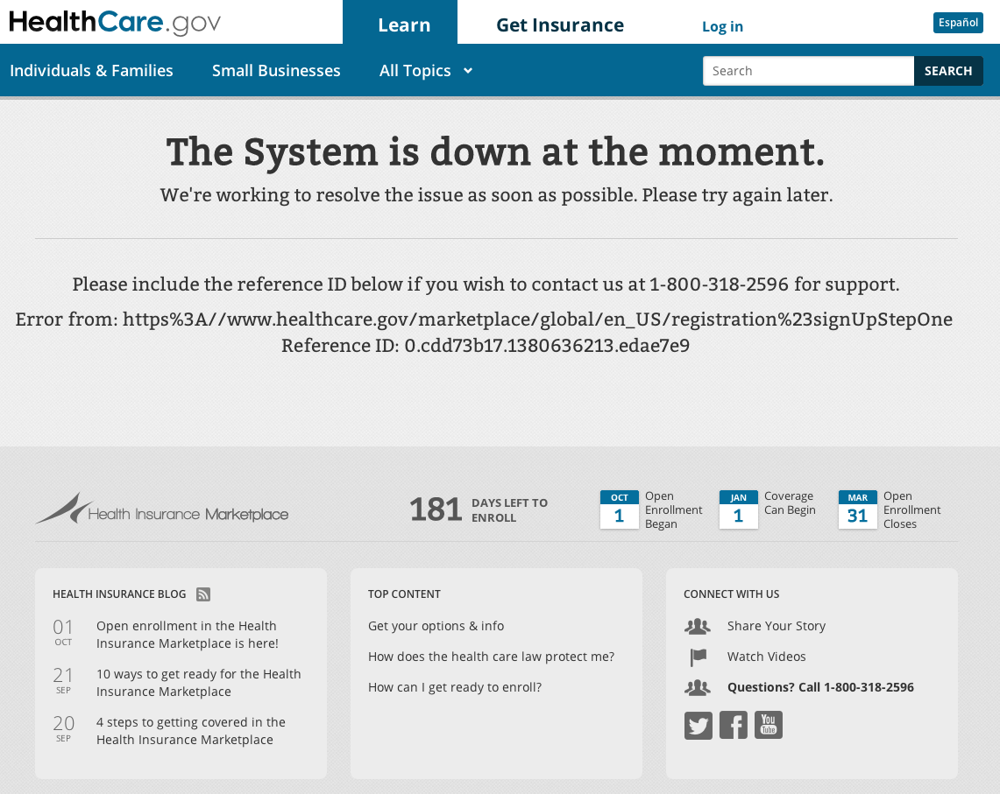 HealthCare.gov
Learn
Get Insurance
Log in
Español
Individuals & Families
Small Businesses
All Topics
Search
SEARCH
The System is down at the moment.
We're working to resolve the issue as soon as possible. Please try again later.
Please include the reference ID below if you wish to contact us at 1-800-318-2596 for support.
Error from: https%3A//www.healthcare.gov/marketplace/global/en_US/registration%23signUpStepOne
Reference ID: 0.cdd73b17.1380636213.edae7e9
Health Insurance Marketplace
181
DAYS LEFT TO
ENROLL
OCT
1
Open
Enrollment
Began
JAN
1
Coverage
Can Begin
MAR
31
Open
Enrollment
Closes
HEALTH INSURANCE BLOG
01
OCT
Open enrollment in the Health
Insurance Marketplace is here!
21
SEP
10 ways to get ready for the Health
Insurance Marketplace
20
SEP
4 steps to getting covered in the
Health Insurance Marketplace
TOP CONTENT
Get your options & info
How does the health care law protect me?
How can I get ready to enroll?
CONNECT WITH US
Share Your Story
Watch Videos
Questions? Call 1-800-318-2596
You
Tube